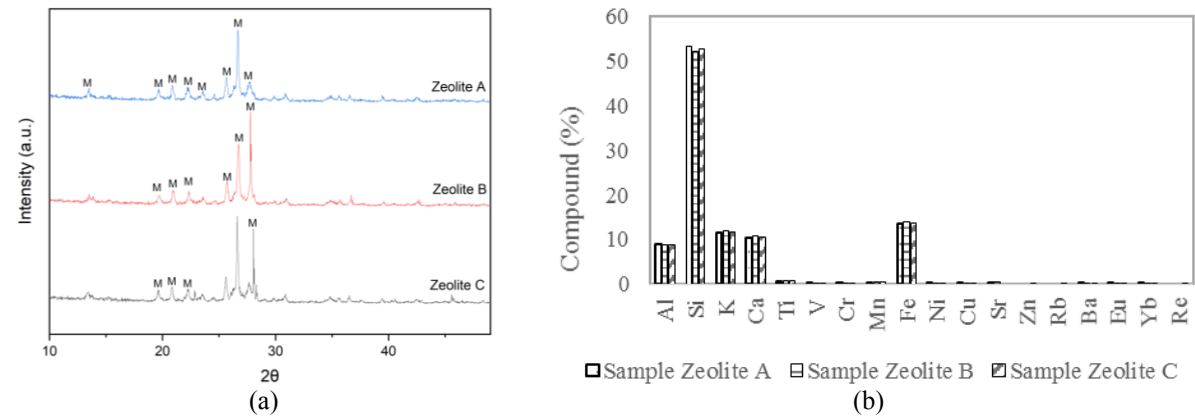 M
M M M M M M M
Zeolite A
M
M
M M M M
Zeolite B
M
M M M
Zeolite C
Intensity (a.u.)
10 20 30 40
2θ
(a)
60
50
40
30
20
10
0
Compound (%)
Al Si K Ca Ti V Cr Mn Fe Ni Cu Sr Zn Rb Ba Eu Yb Re
Sample Zeolite A Sample Zeolite B Sample Zeolite C
(b)